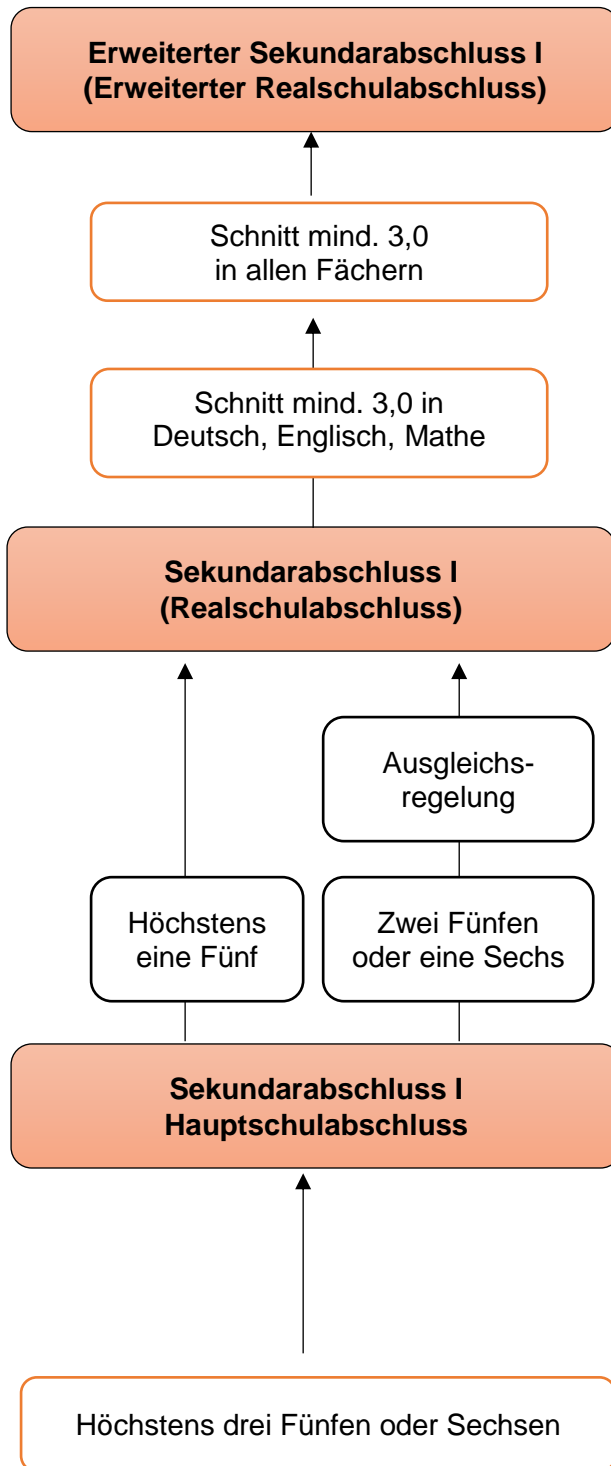 Erweiterter Sekundarabschluss I
(Erweiterter Realschulabschluss)
Schnitt mind. 3,0
in allen Fächern
Schnitt mind. 3,0 in
Deutsch, Englisch, Mathe
Sekundarabschluss I
(Realschulabschluss)
Ausgleichs-
regelung
Höchstens
eine Fünf
Zwei Fünfen
oder eine Sechs
Sekundarabschluss I
Hauptschulabschluss
Höchstens drei Fünfen oder Sechsen